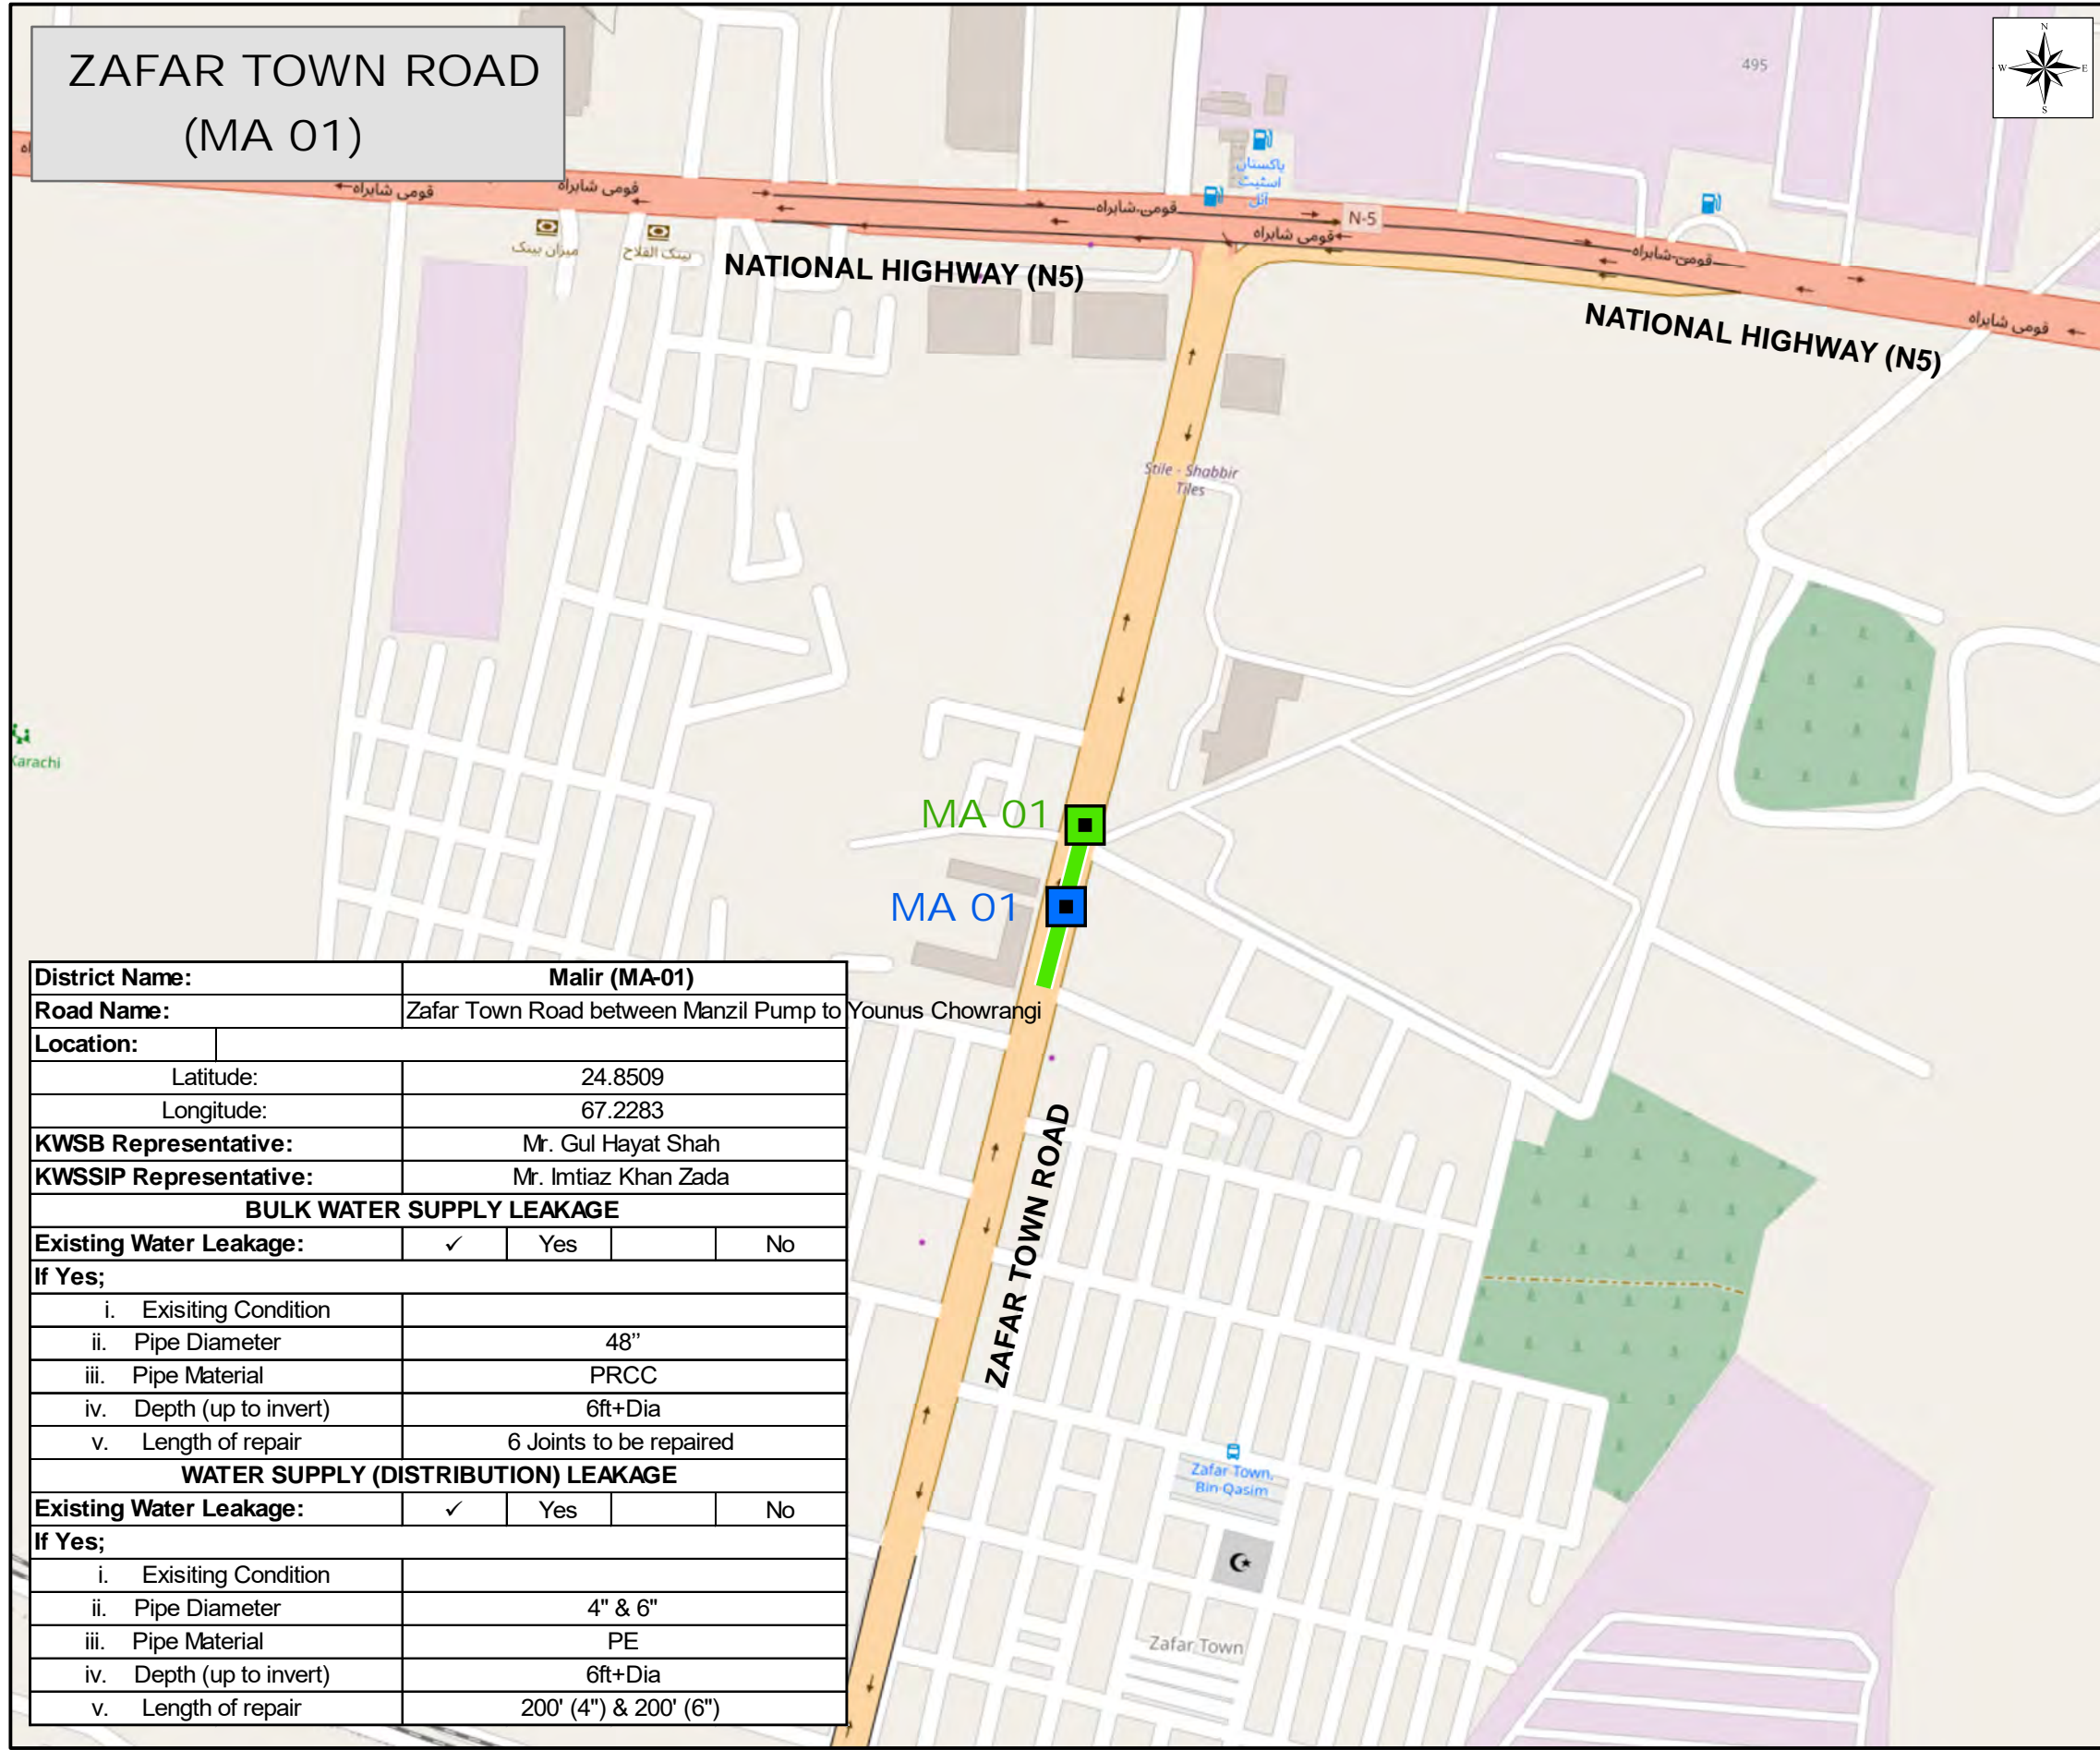 ZAFAR TOWN ROAD
(MA 01)
N
W E
S
495
پاکستان
اسٹیٹ
آئل
قومی شاہراہ
قومی شاہراہ
قومی شاہراہ
N-5
قومی شاہراہ
قومی شاہراہ
قومی شاہراہ
میزان بینک
بینک الفلاح
NATIONAL HIGHWAY (N5)
NATIONAL HIGHWAY (N5)
Stile - Shabbir
Tiles
Karachi
MA 01
MA 01
District Name: Malir (MA-01)
Road Name: Zafar Town Road between Manzil Pump to Younus Chowrangi
Location:
Latitude: 24.8509
Longitude: 67.2283
KWSB Representative: Mr. Gul Hayat Shah
KWSSIP Representative: Mr. Imtiaz Khan Zada
BULK WATER SUPPLY LEAKAGE
Existing Water Leakage: ✓ Yes No
If Yes;
i. Exisiting Condition
ii. Pipe Diameter 48’’
iii. Pipe Material PRCC
iv. Depth (up to invert) 6ft+Dia
v. Length of repair 6 Joints to be repaired
WATER SUPPLY (DISTRIBUTION) LEAKAGE
Existing Water Leakage: ✓ Yes No
If Yes;
i. Exisiting Condition
ii. Pipe Diameter 4" & 6"
iii. Pipe Material PE
iv. Depth (up to invert) 6ft+Dia
v. Length of repair 200' (4") & 200' (6")
ZAFAR TOWN ROAD
Zafar Town,
Bin Qasim
Zafar Town